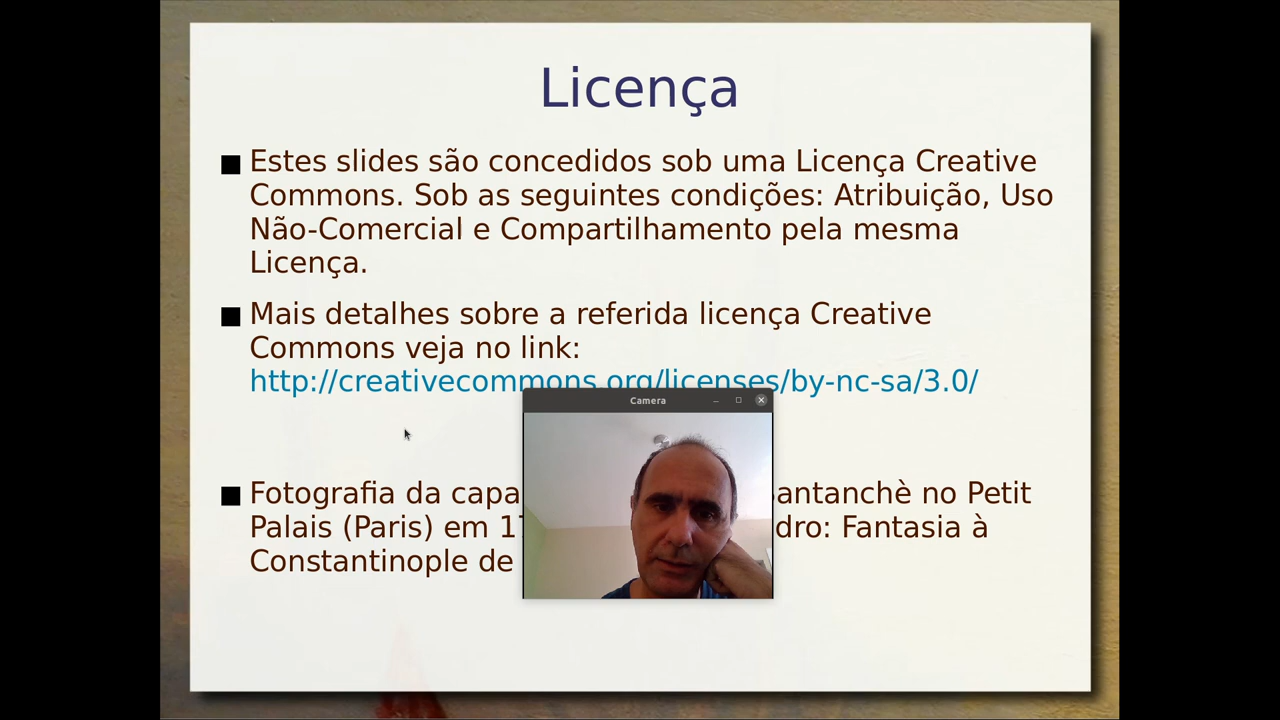 Licença
Estes slides são concedidos sob uma Licença Creative
Commons. Sob as seguintes condições: Atribuição, Uso
Não-Comercial e Compartilhamento pela mesma
Licença.
Mais detalhes sobre a referida licença Creative
Commons veja no link:
http://creativecommons.org/licenses/by-nc-sa/3.0/
Camera
Fotografia da capa antanchè no Petit
Palais (Paris) em dro: Fantasia à
Constantinople de